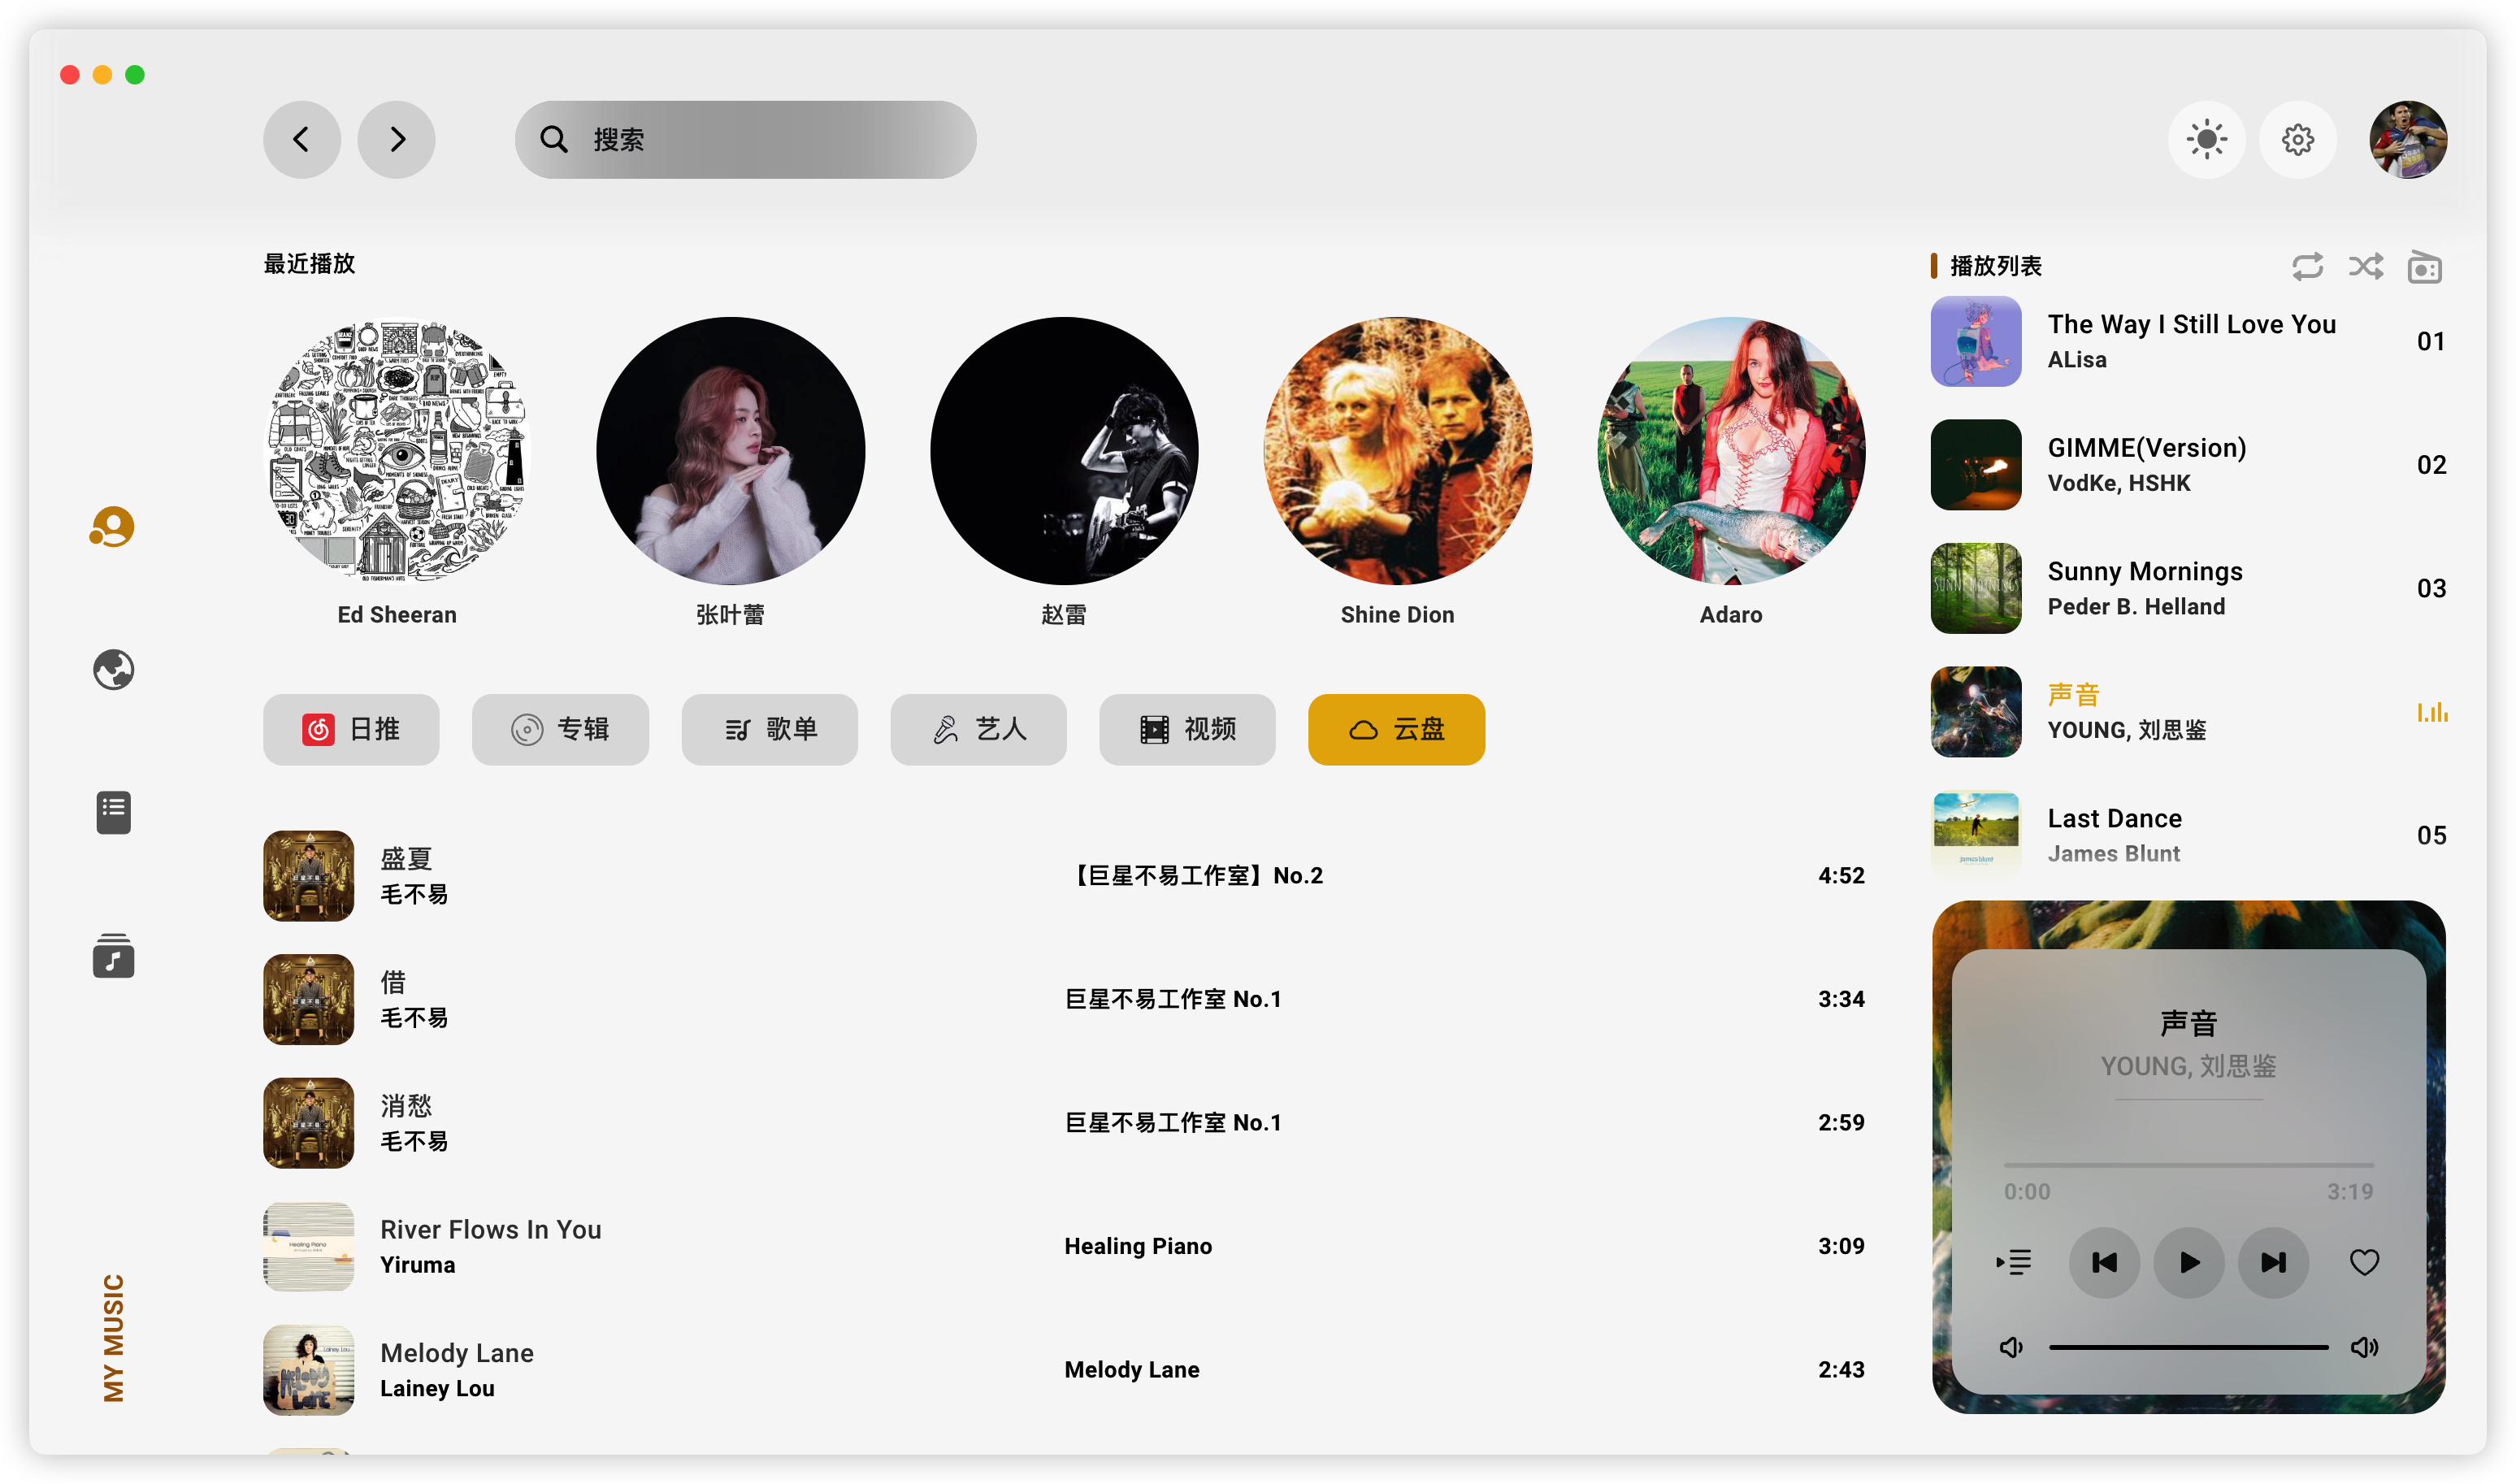 搜索
最近播放
Ed Sheeran
张叶蕾
赵雷
Shine Dion
Adaro
日推
专辑
歌单
艺人
视频
云盘
盛夏
毛不易
【巨星不易工作室】No.2
4:52
借
毛不易
巨星不易工作室 No.1
3:34
消愁
毛不易
巨星不易工作室 No.1
2:59
River Flows In You
Yiruma
Healing Piano
3:09
Melody Lane
Lainey Lou
Melody Lane
2:43
MY MUSIC
播放列表
The Way I Still Love You
ALisa
01
GIMME(Version)
VodKe, HSHK
02
Sunny Mornings
Peder B. Helland
03
声音
YOUNG, 刘思鉴
Last Dance
James Blunt
05
声音
YOUNG, 刘思鉴
0:00
3:19